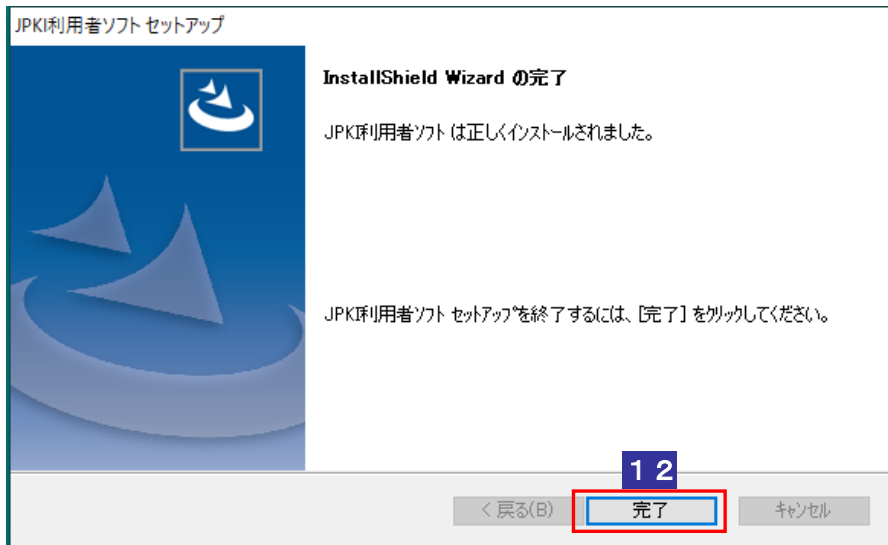 JPKI利用者ソフト セットアップ
InstallShield Wizard の完了
JPKI利用者ソフト は正しくインストールされました。
JPKI利用者ソフト セットアップを終了するには、[完了] をクリックしてください。
１２
< 戻る(B)
完了
キャンセル